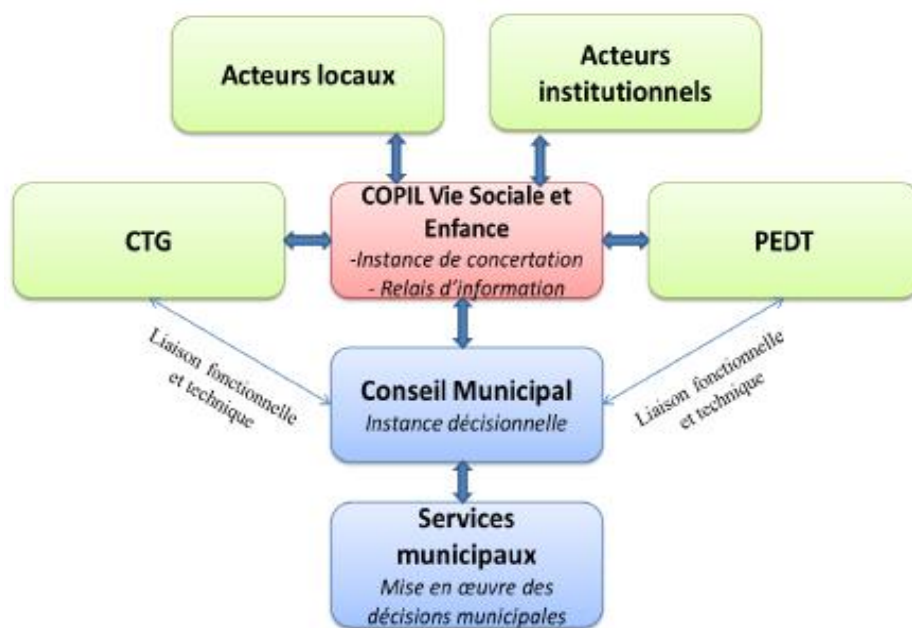 Acteurs locaux
Acteurs
institutionnels
CTG
COPIL Vie Sociale et
Enfance
-Instance de concertation
- Relais d'information
PEDT
Liaison fonctionnelle
et technique
Conseil Municipal
Instance décisionnelle
Liaison fonctionnelle
et technique
Services
municipaux
Mise en œuvre des
décisions municipales